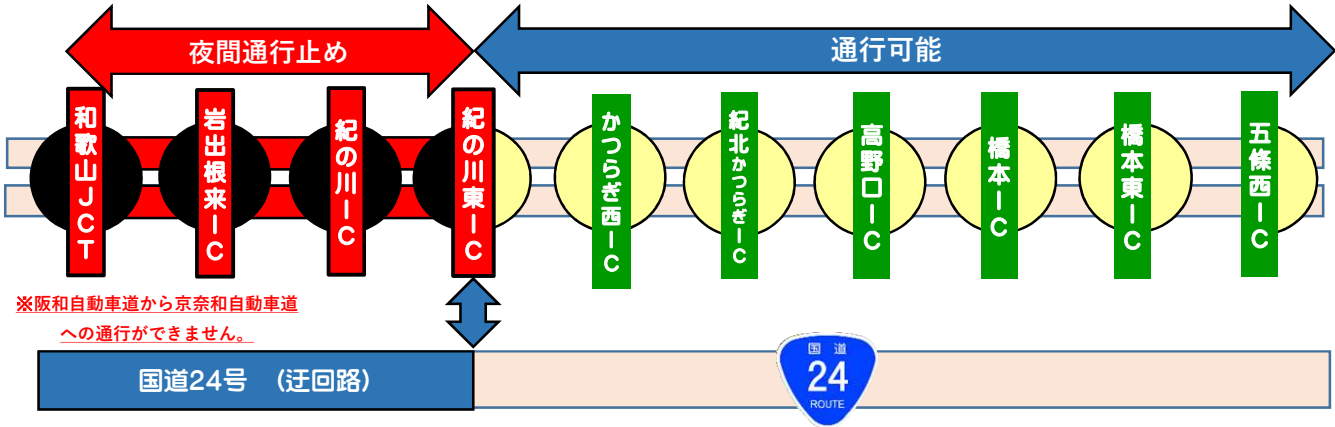 夜間通行止め
通行可能
和歌山JCT
岩出根来IC
紀の川IC
紀の川東IC
かつらぎ西IC
紀北かつらぎIC
高野口IC
橋本IC
橋本東IC
五條西IC
※阪和自動車道から京奈和自動車道
への通行ができません。
国道24号 (迂回路)
国道
24
ROUTE